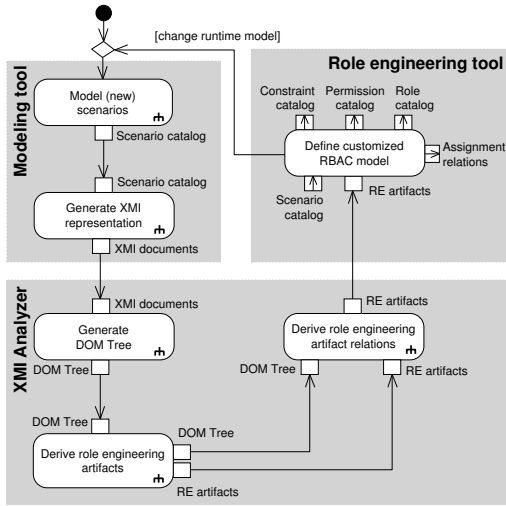 [change runtime model]
Modeling tool
Model (new)
scenarios
Scenario catalog
Scenario catalog
Generate XMI
representation
XMI documents
Role engineering tool
Constraint
catalog
Permission
catalog
Role
catalog
Define customized
RBAC model
Assignment
relations
Scenario
catalog
RE artifacts
XMI Analyzer
XMI documents
Generate
DOM Tree
DOM Tree
DOM Tree
Derive role engineering
artifacts
DOM Tree
RE artifacts
RE artifacts
Derive role engineering
artifact relations
DOM Tree
RE artifacts